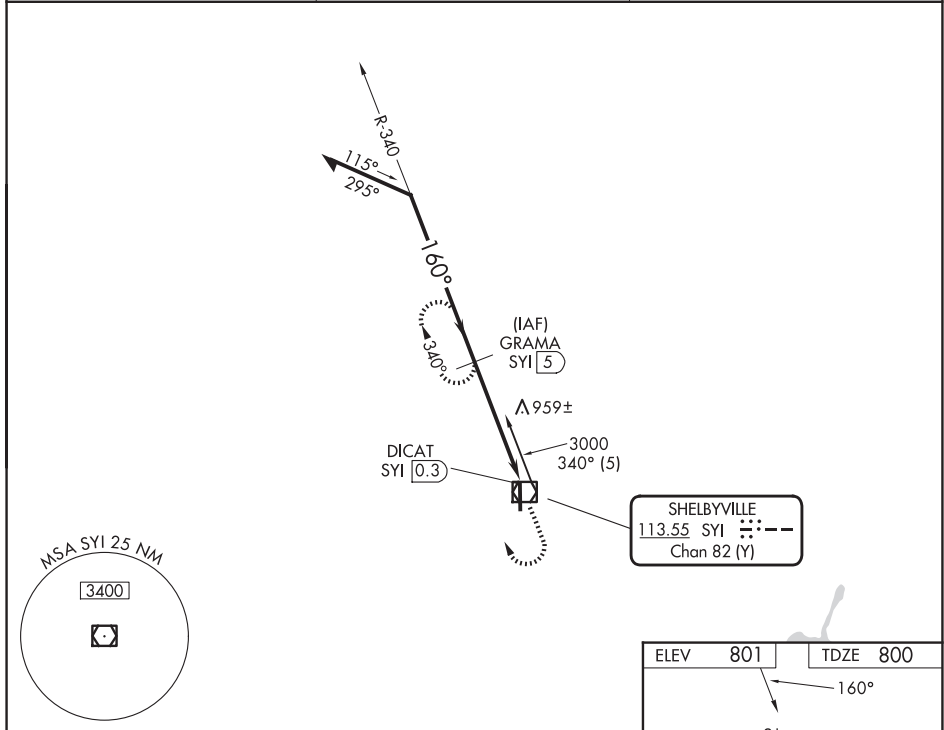 R-340
115°
295°
160°
(IAF)
GRAMA
SYI 5
340°
959±
3000
340° (5)
DICAT
SYI 0.3
SHELBYVILLE
113.55 SYI
Chan 82 (Y)
MSA SYI 25 NM
3400
ELEV 801 TDZE 800
160°